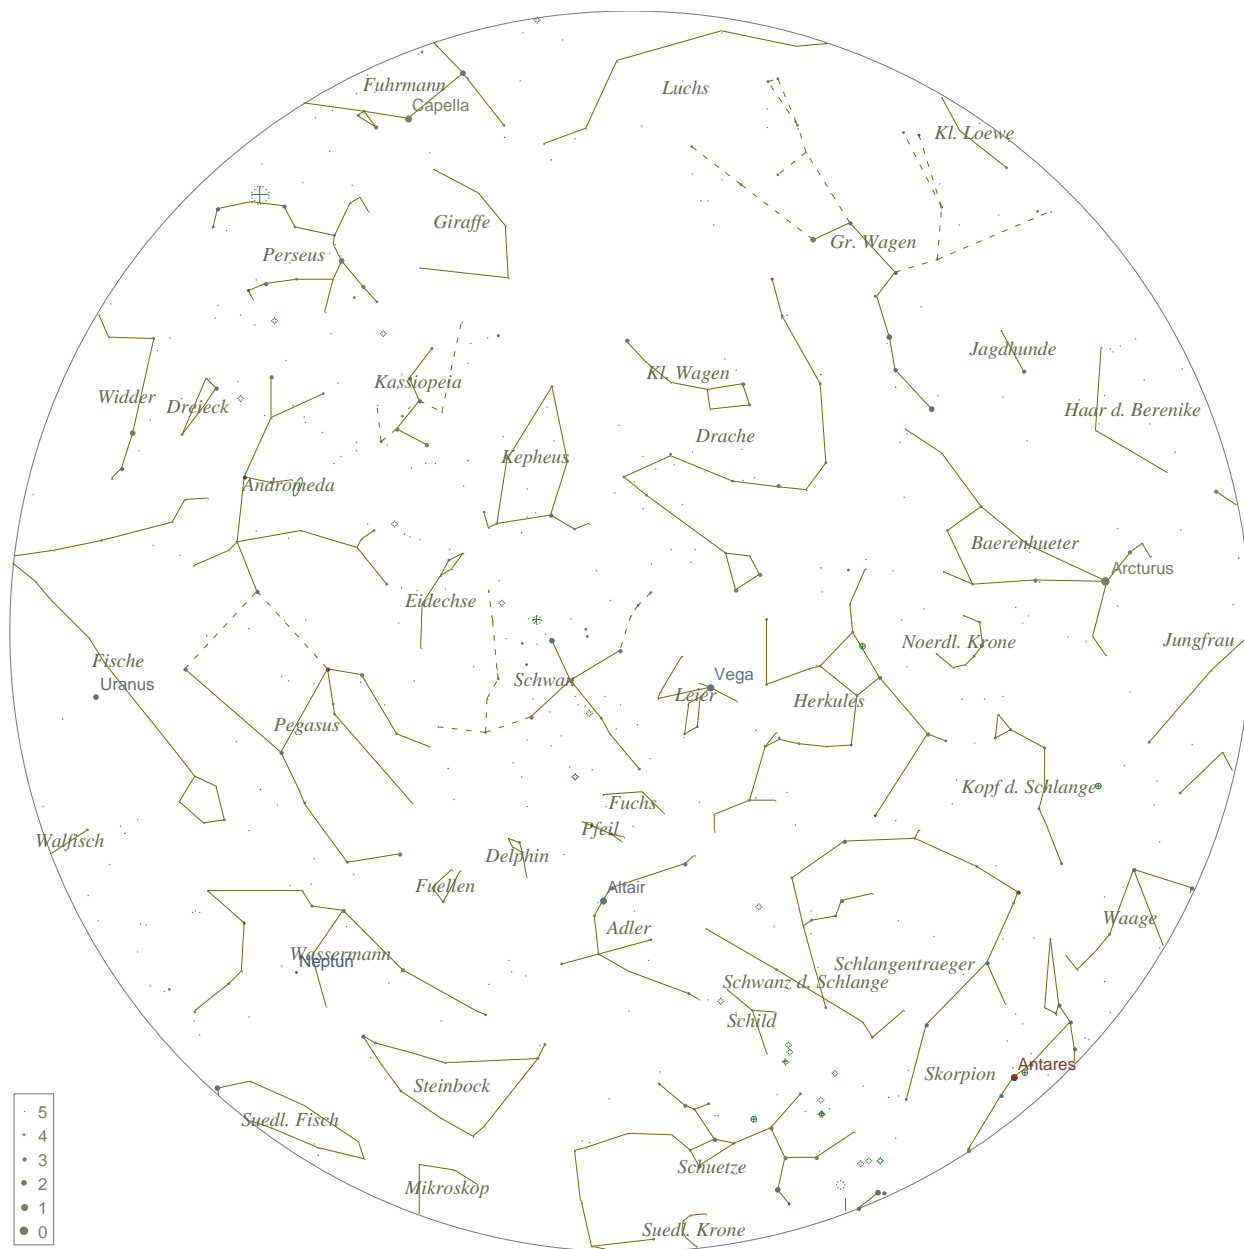 Fuhrmann
Capella
Luchs
Kl. Loewe
Giraffe
Perseus
Gr. Wagen
Jagdhunde
Kl. Wagen
Kassiopeia
Widder
Dreieck
Haar d. Berenike
Drache
Kepheus
Andromeda
Baerenhueter
Arcturus
Eidechse
Noerdl. Krone
Jungfrau
Fische
Uranus
Schwan
Vega
Leier
Herkules
Pegasus
Kopf d. Schlange
Fuchs
Pfeil
Walfisch
Delphin
Fuellen
Altair
Adler
Waage
Wassermann
Neptun
Schlangentraeger
Schwanz d. Schlange
Schild
Skorpion
Antares
Steinbock
Suedl. Fisch
Schuetze
Mikroskop
Suedl. Krone
5
4
3
2
1
0